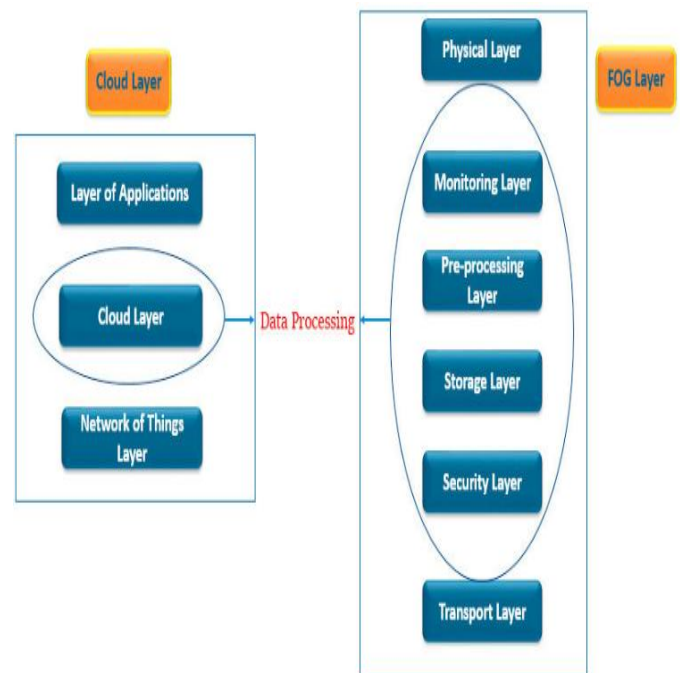 Cloud Layer
Layer of Applications
Cloud Layer
Network of Things
Layer
Data Processing
Physical Layer
Monitoring Layer
Pre-processing
Layer
Storage Layer
Security Layer
Transport Layer
FOG Layer